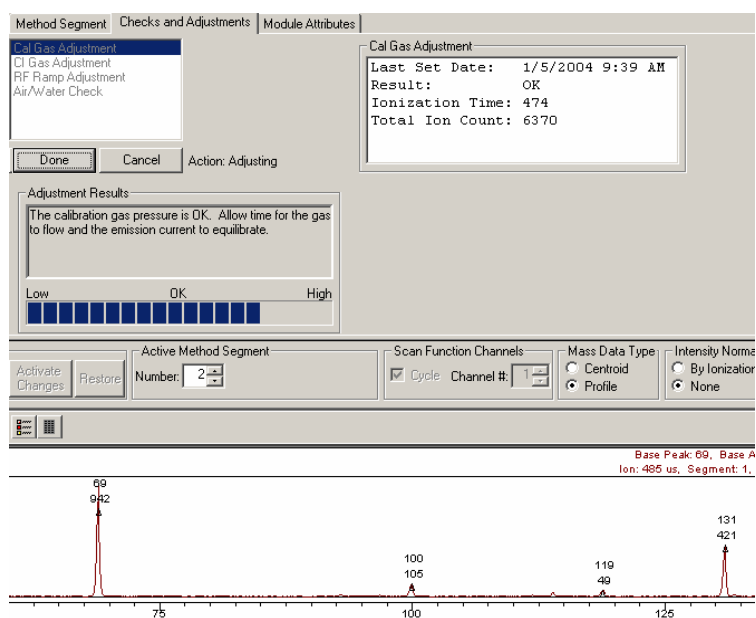 Method Segment Checks and Adjustments Module Attributes
Cal Gas Adjustment
CI Gas Adjustment
RF Ramp Adjustment
Air/Water Check
Done Cancel Action: Adjusting
Cal Gas Adjustment
Last Set Date: 1/5/2004 9:39 AM
Result: OK
Ionization Time: 474
Total Ion Count: 6370
Adjustment Results
The calibration gas pressure is OK. Allow time for the gas
to flow and the emission current to equilibrate.
Low OK High
Activate
Changes
Restore
Active Method Segment
Number: 2
Scan Function Channels
Cycle Channel #: 1
Mass Data Type
Centroid
Profile
Intensity Norma
By Ionization
None
Base Peak: 69, Base A
Ion: 485 us, Segment: 1,
69
942
100
105
119
49
131
421
75 100 125